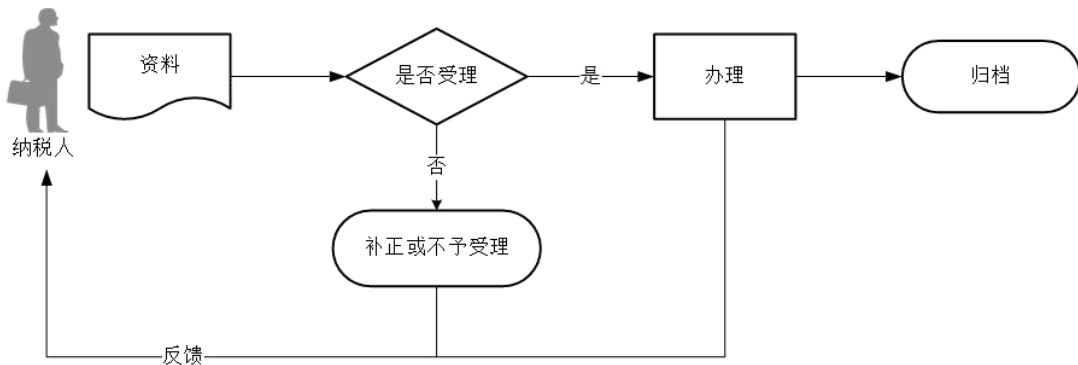 资料
是否受理
是
办理
归档
纳税人
否
补正或不予受理
反馈